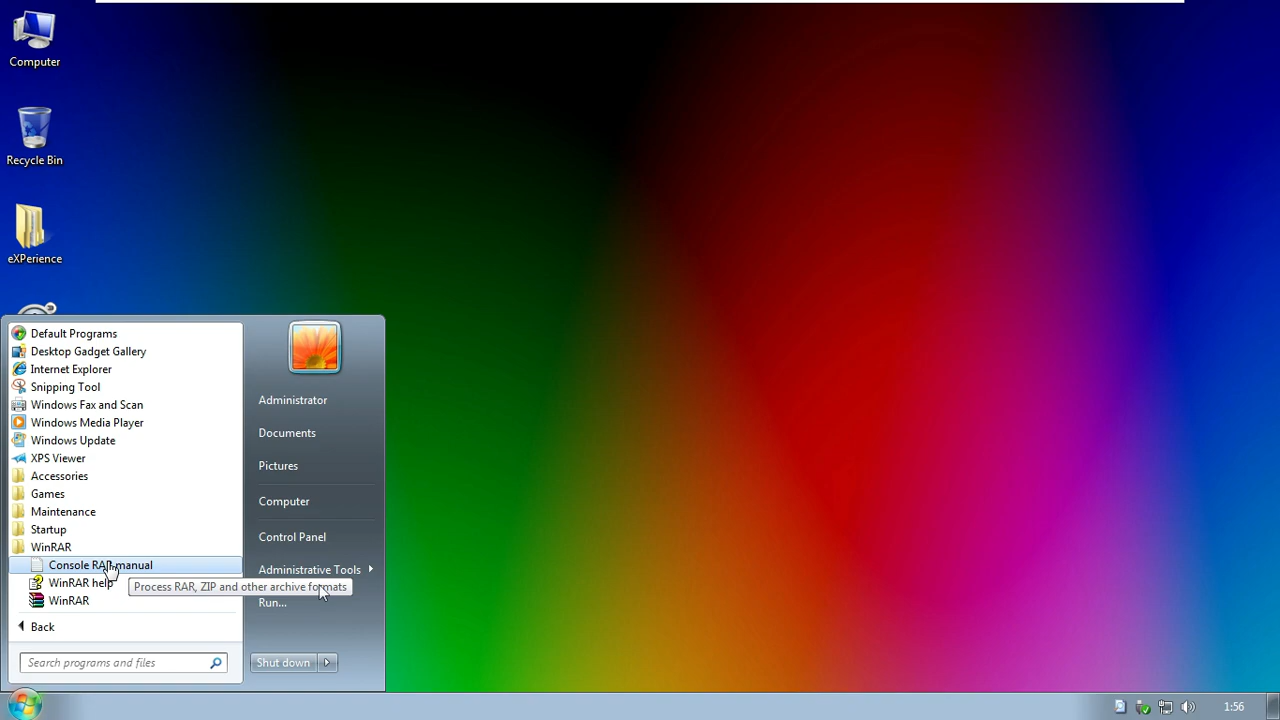 Computer
Recycle Bin
eXPerience
Default Programs
Desktop Gadget Gallery
Internet Explorer
Snipping Tool
Windows Fax and Scan
Windows Media Player
Windows Update
XPS Viewer
Accessories
Games
Maintenance
Startup
WinRAR
Console RAR manual
WinRAR help
WinRAR
Back
Search programs and files
Administrator
Documents
Pictures
Computer
Control Panel
Administrative Tools
Process RAR, ZIP and other archive formats
Run...
Shut down
1:56